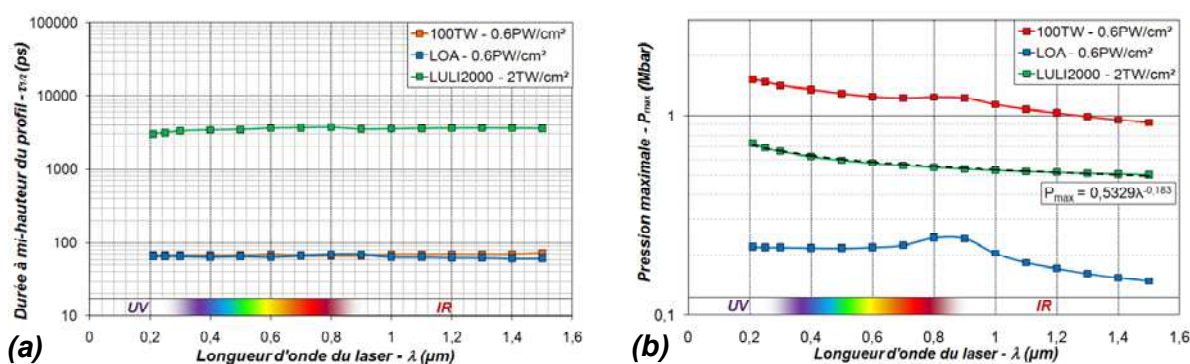 100000
10000
1000
100
10
Durée à mi-hauteur du profil - τ1/2 (ps)
100TW - 0.6PW/cm²
LOA - 0.6PW/cm²
LULI2000 - 2TW/cm²
UV
IR
0 0,2 0,4 0,6 0,8 1 1,2 1,4 1,6
Longueur d'onde du laser - λ (µm)
(a)
1
0,1
Pression maximale - Pmax (Mbar)
100TW - 0.6PW/cm²
LOA - 0.6PW/cm²
LULI2000 - 2TW/cm²
Pmax = 0,5329λ-0,183
UV
IR
0 0,2 0,4 0,6 0,8 1 1,2 1,4 1,6
Longueur d'onde du laser - λ (µm)
(b)